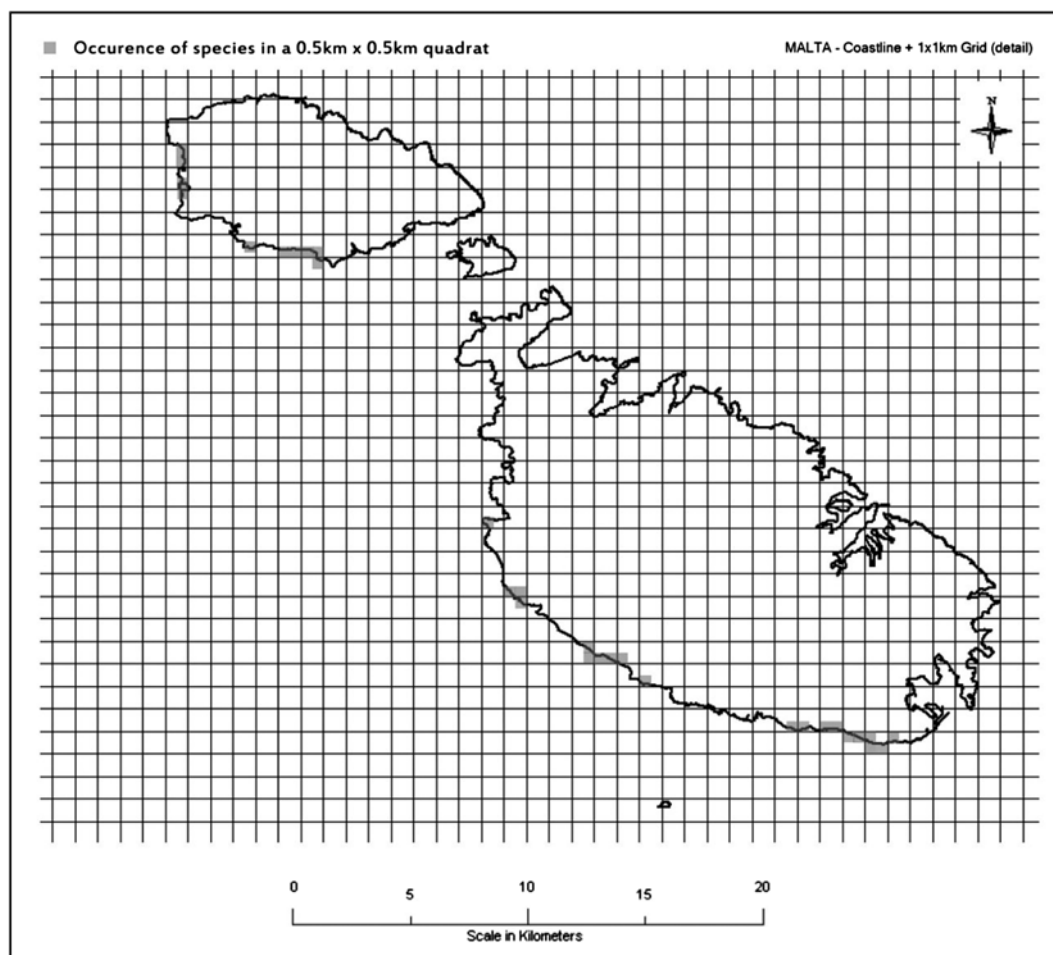 Occurence of species in a 0.5km x 0.5km quadrat
MALTA - Coastline + 1x1km Grid (detail)
N
0
5
10
15
20
Scale in Kilometers